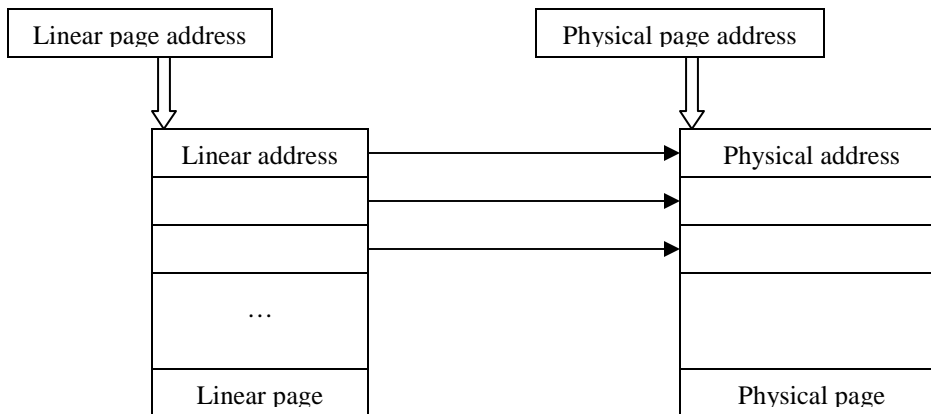 Linear page address
Physical page address
Linear address
Physical address
…
Linear page
Physical page